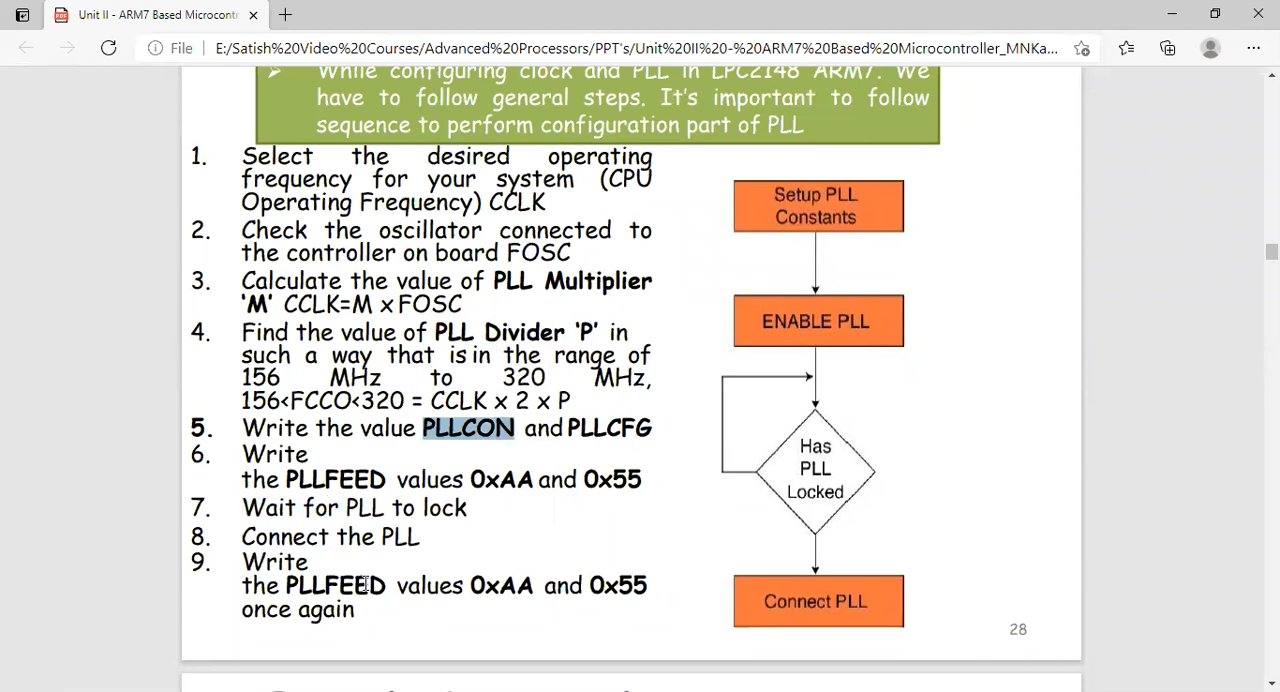 Unit II - ARM7 Based Microcontr
File E:/Satish%20Video%20Courses/Advanced%20Processors/PPT's/Unit%20II%20-%20ARM7%20Based%20Microcontroller_MNKa...
While configuring clock and PLL in LPC2148 ARM7. We
have to follow general steps. It's important to follow
sequence to perform configuration part of PLL
1. Select the desired operating
frequency for your system (CPU
Operating Frequency) CCLK
2. Check the oscillator connected to
the controller on board FOSC
3. Calculate the value of PLL Multiplier
'M' CCLK=M x FOSC
4. Find the value of PLL Divider 'P' in
such a way that is in the range of
156 MHz to 320 MHz,
156<FCCO<320 = CCLK x 2 x P
5. Write the value PLLCON and PLLCFG
6. Write
the PLLFEED values 0xAA and 0x55
7. Wait for PLL to lock
8. Connect the PLL
9. Write
the PLLFEED values 0xAA and 0x55
once again
Setup PLL
Constants
ENABLE PLL
Has
PLL
Locked
Connect PLL
28